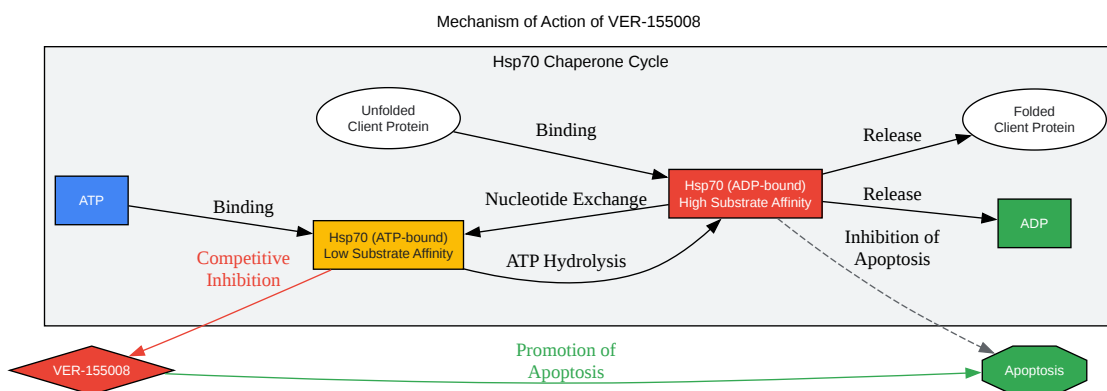 Mechanism of Action of VER-155008
Hsp70 Chaperone Cycle
Unfolded
Client Protein
Folded
Client Protein
Binding
Release
ATP
Hsp70 (ADP-bound)
High Substrate Affinity
Nucleotide Exchange
Release
Binding
ADP
Hsp70 (ATP-bound)
Low Substrate Affinity
Inhibition of
Apoptosis
ATP Hydrolysis
Competitive
Inhibition
Promotion of
Apoptosis
VER-155008
Apoptosis